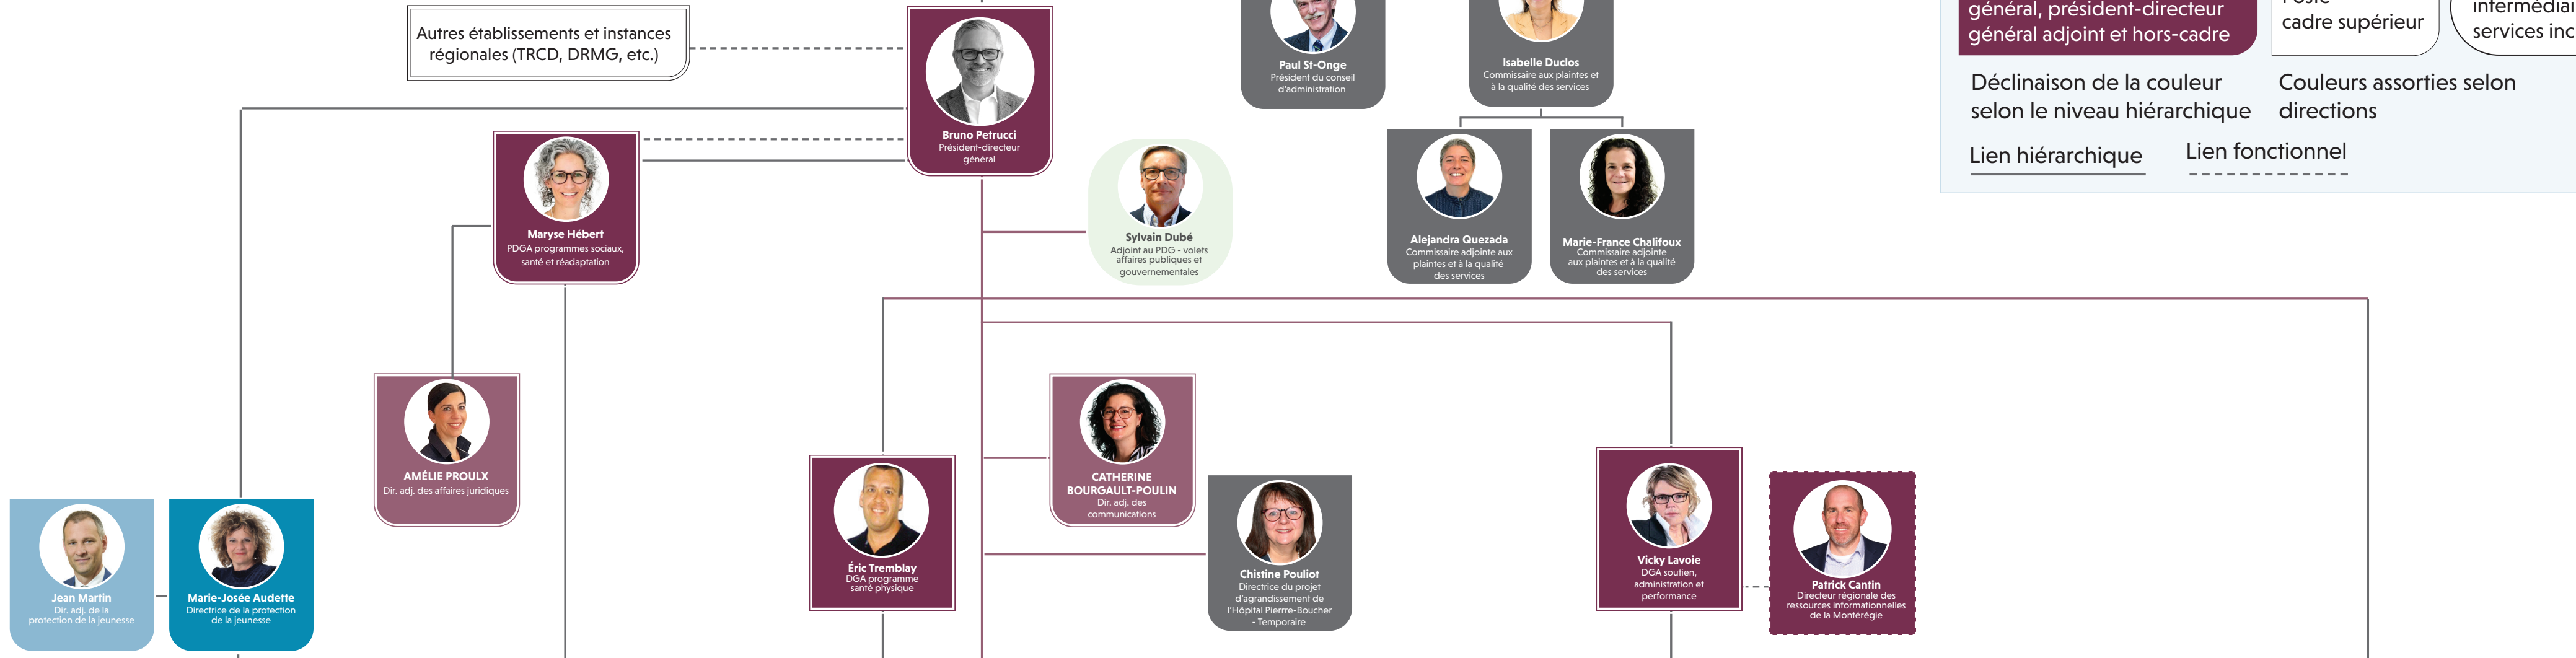 Autres établissements et instances
régionales (TRCD, DRMG, etc.)
Bruno Petrucci
Président-directeur
général
Paul St-Onge
Président du conseil
d'administration
Isabelle Duclos
Commissaire aux plaintes et
à la qualité des services
général, président-directeur
général adjoint et hors-cadre
cadre supérieur
services inc
Déclinaison de la couleur
selon le niveau hiérarchique
Couleurs assorties selon
directions
Lien hiérarchique
Lien fonctionnel
Maryse Hébert
PDGA programmes sociaux,
santé et réadaptation
Sylvain Dubé
Adjoint au PDG - volets
affaires publiques et
gouvernementales
Alejandra Quezada
Commissaire adjointe aux
plaintes et à la qualité
des services
Marie-France Chalifoux
Commissaire adjointe
aux plaintes et à la qualité
des services
AMÉLIE PROULX
Dir. adj. des affaires juridiques
CATHERINE
BOURGAULT-POULIN
Dir. adj. des
communications
Jean Martin
Dir. adj. de la
protection de la jeunesse
Marie-Josée Audette
Directrice de la protection
de la jeunesse
Éric Tremblay
DGA programme
santé physique
Chistine Pouliot
Directrice du projet
d'agrandissement de
l'Hôpital Pierrre-Boucher
- Temporaire
Vicky Lavoie
DGA soutien,
administration et
performance
Patrick Cantin
Directeur régionale des
ressources informationnelles
de la Montérégie